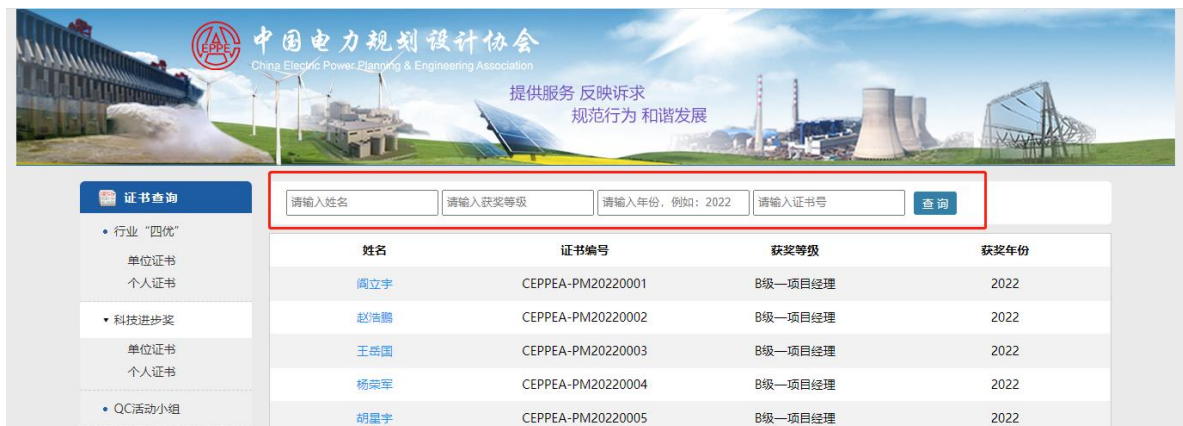 CEPPEA
中国电力规划设计协会
China Electric Power Planning & Engineering Association
提供服务 反映诉求
规范行为 和谐发展
证书查询
请输入姓名 请输入获奖等级 请输入年份，例如：2022 请输入证书号 查询
• 行业“四优”
单位证书
个人证书
▾ 科技进步奖
单位证书
个人证书
• QC活动小组
姓名 证书编号 获奖等级 获奖年份
阎立宇 CEPPEA-PM20220001 B级—项目经理 2022
赵浩鹏 CEPPEA-PM20220002 B级—项目经理 2022
王岳国 CEPPEA-PM20220003 B级—项目经理 2022
杨荣军 CEPPEA-PM20220004 B级—项目经理 2022
胡星宇 CEPPEA-PM20220005 B级—项目经理 2022